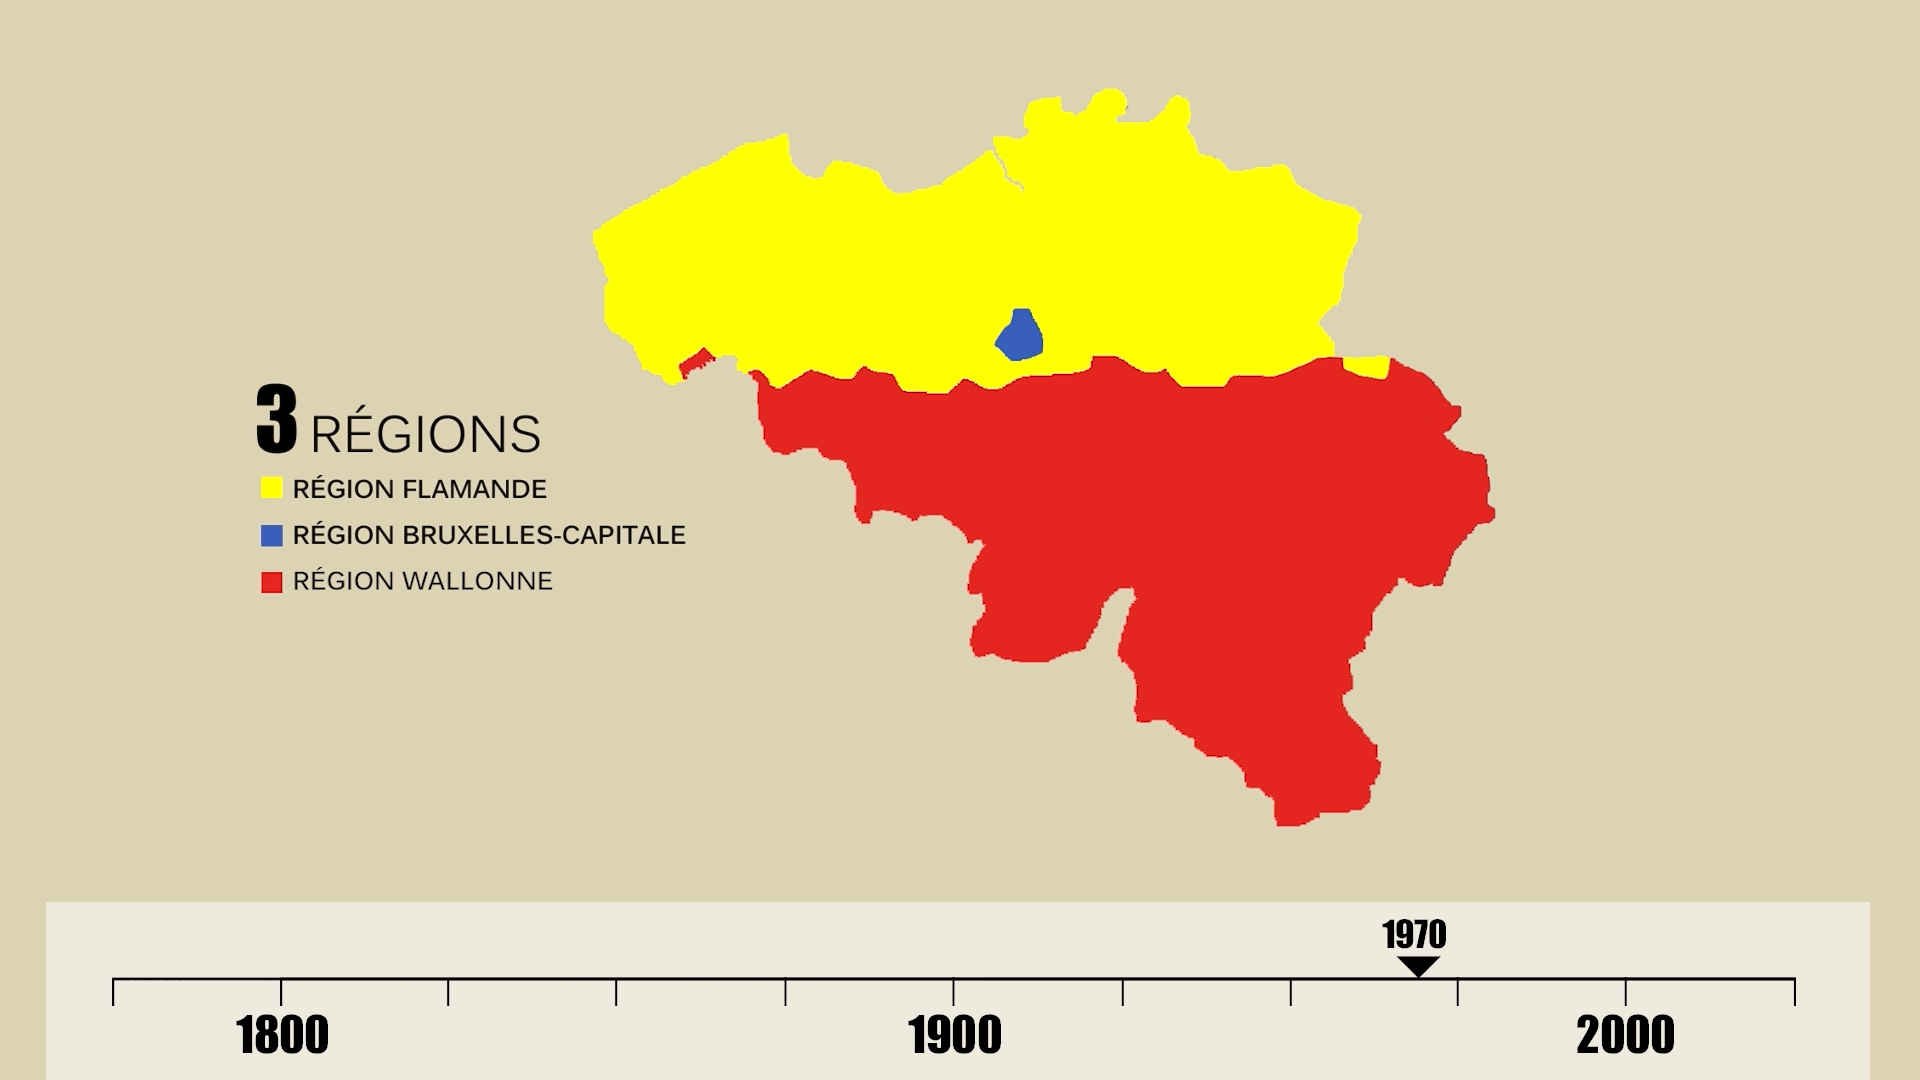 3 RÉGIONS
RÉGION FLAMANDE
RÉGION BRUXELLES-CAPITALE
RÉGION WALLONNE
1970
1800 1900 2000